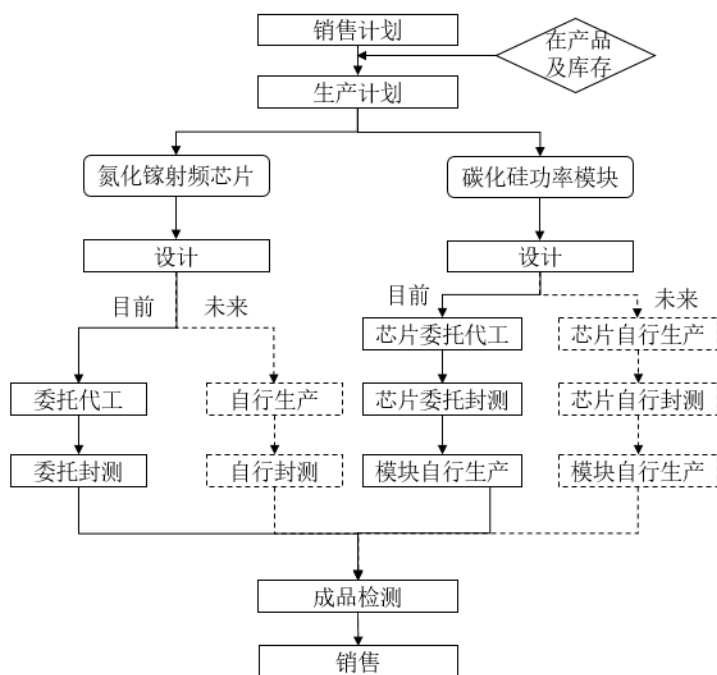 销售计划
在产品
及库存
生产计划
氮化镓射频芯片
碳化硅功率模块
设计
设计
目前
未来
目前
未来
芯片委托代工
芯片自行生产
委托代工
自行生产
芯片委托封测
芯片自行封测
委托封测
自行封测
模块自行生产
模块自行生产
成品检测
销售